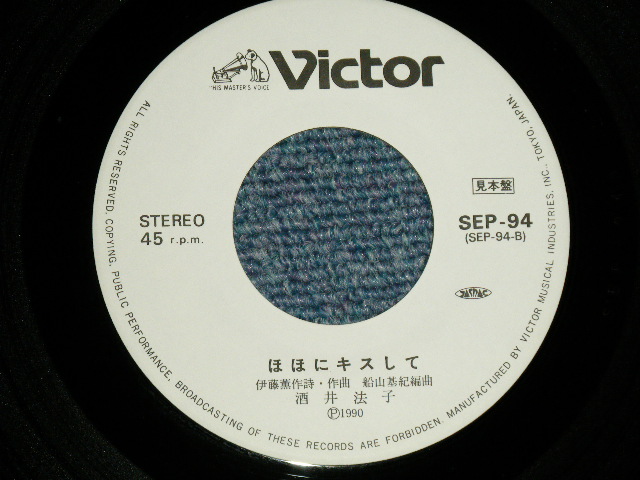 Victor
"HIS MASTER'S VOICE"
STEREO
45 r.p.m.
見本盤
SEP-94
(SEP-94-B)
JASRAC
ほほにキスして
伊藤薫作詩・作曲 船山基紀編曲
酒井法子
Ⓟ1990
ALL RIGHTS RESERVED. COPYING, PUBLIC PERFORMANCE, BROADCASTING OF THESE RECORDS ARE FORBIDDEN. MANUFACTURED BY VICTOR MUSICAL INDUSTRIES, INC., TOKYO, JAPAN.